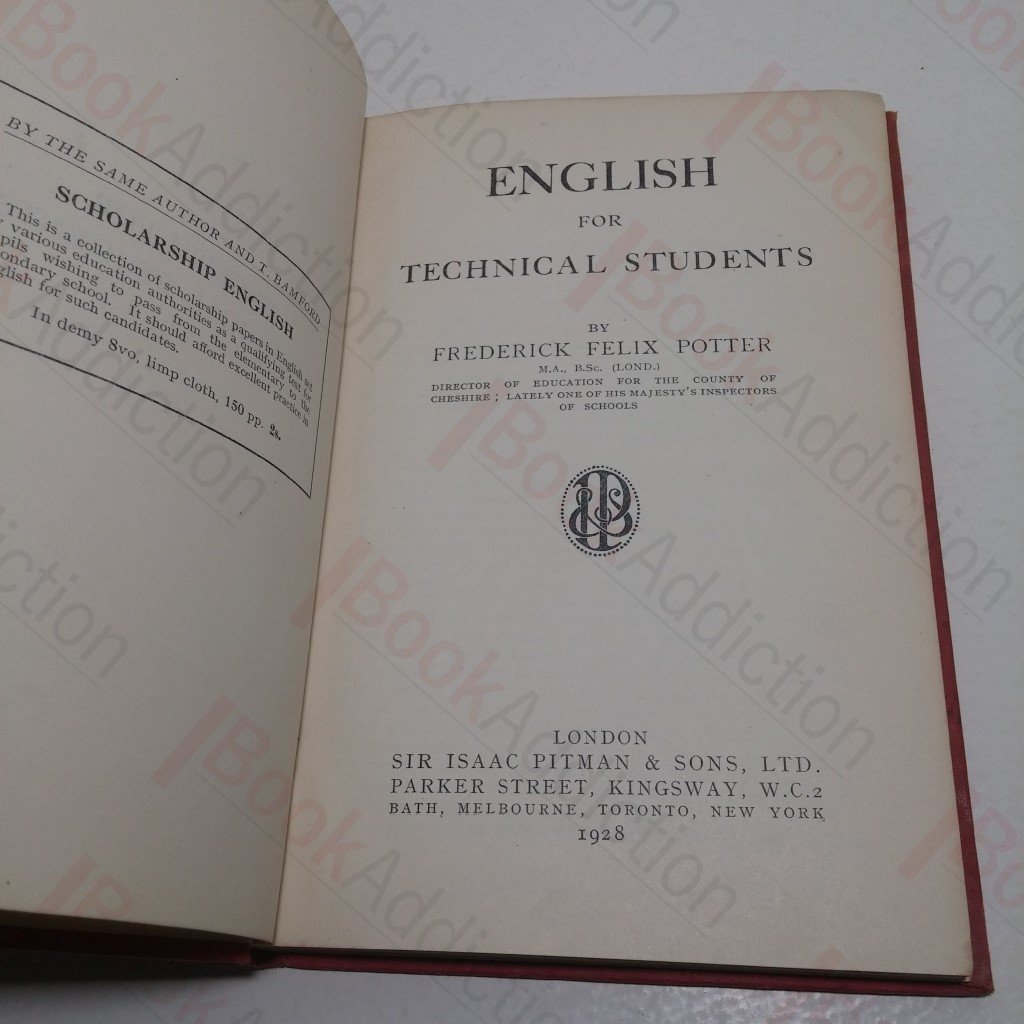 BY THE SAME AUTHOR AND T. BAMFORD
SCHOLARSHIP ENGLISH
This is a collection of scholarship papers in English set
various education authorities as a qualifying test for
wishing to pass from the elementary to the
school. It should afford excellent practice in
for such candidates.
In demy 8vo, limp cloth, 150 pp. 2s.
ENGLISH
FOR
TECHNICAL STUDENTS
BY
FREDERICK FELIX POTTER
M.A., B.Sc. (LOND.)
DIRECTOR OF EDUCATION FOR THE COUNTY OF
CHESHIRE; LATELY ONE OF HIS MAJESTY'S INSPECTORS
OF SCHOOLS
LONDON
SIR ISAAC PITMAN & SONS, LTD.
PARKER STREET, KINGSWAY, W.C.2
BATH, MELBOURNE, TORONTO, NEW YORK
1928
BookAddiction